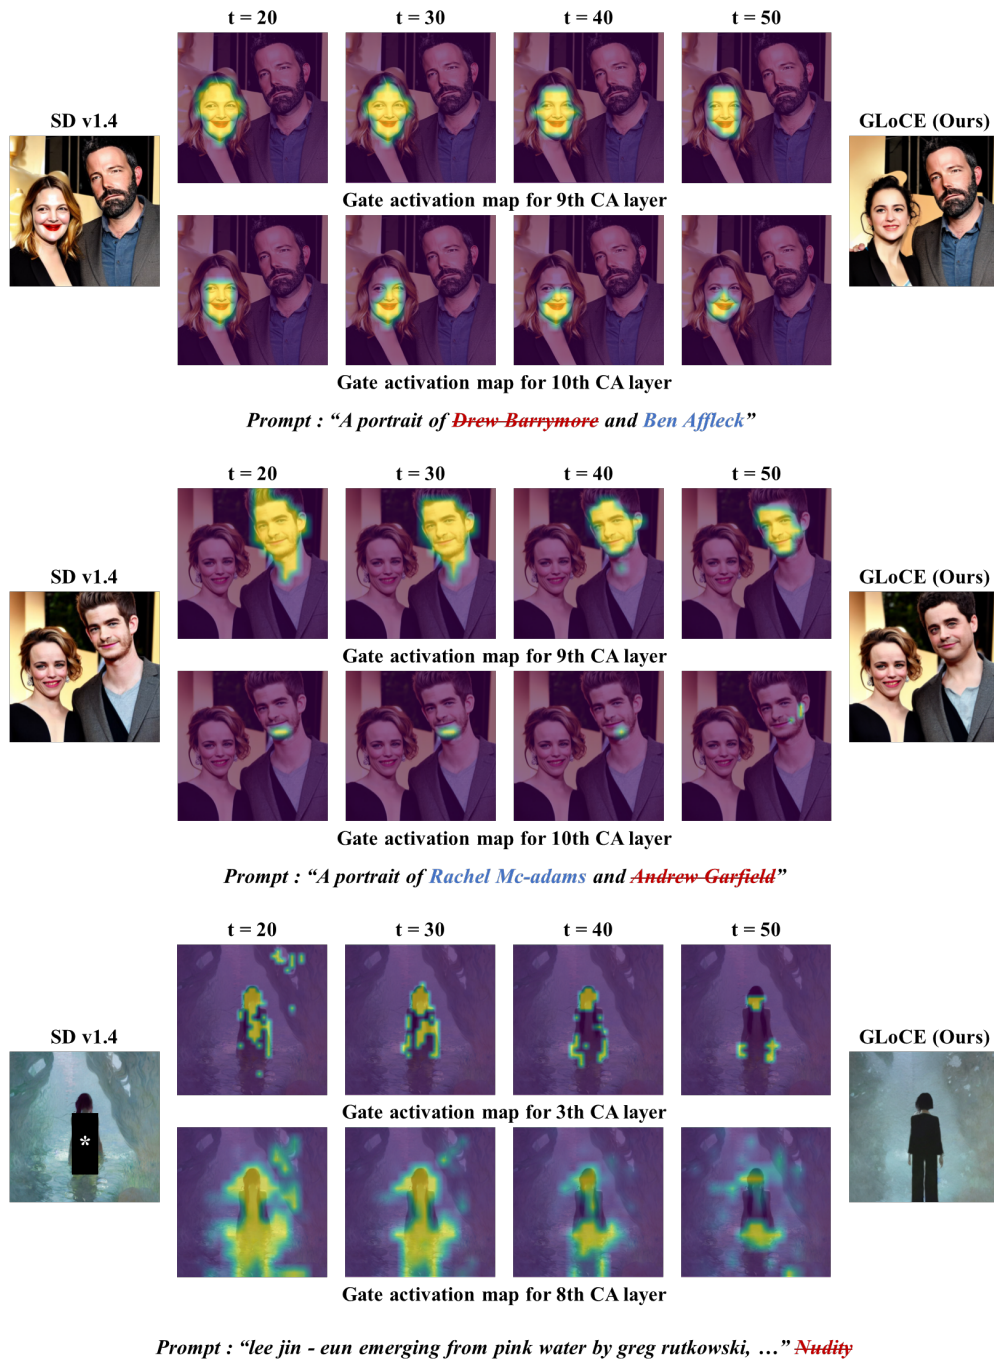 t = 20 t = 30 t = 40 t = 50
SD v1.4 GLoCE (Ours)
Gate activation map for 9th CA layer
Gate activation map for 10th CA layer
Prompt : “A portrait of Drew Barrymore and Ben Affleck”
t = 20 t = 30 t = 40 t = 50
SD v1.4 GLoCE (Ours)
Gate activation map for 9th CA layer
Gate activation map for 10th CA layer
Prompt : “A portrait of Rachel Mc-adams and Andrew Garfield”
t = 20 t = 30 t = 40 t = 50
SD v1.4 GLoCE (Ours)
*
Gate activation map for 3th CA layer
Gate activation map for 8th CA layer
Prompt : “lee jin - eun emerging from pink water by greg rutkowski, …” Nudity